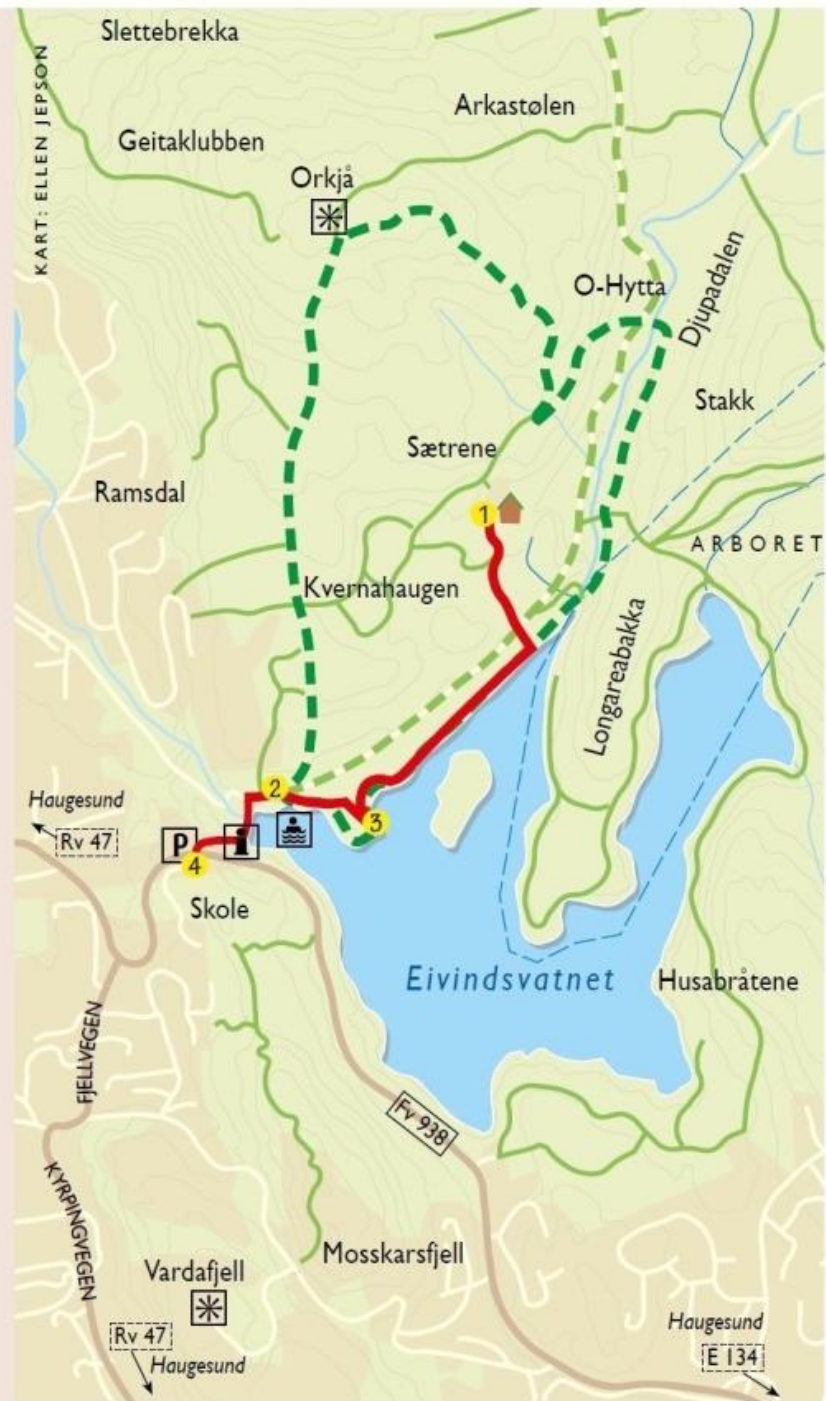 Slettebrekka
KART: ELLEN JEPSON
Arkastølen
Geitaklubben
Orkjå
O-Hytta
Djupadalen
Stakk
Sætrene
Ramsdal
1
ARBORET
Kvernahaugen
Longareabakka
2
Haugesund
3
Rv 47
P
i
4
Skole
Eivindsvatnet
Husabråtene
FJELLVEGEN
Fv 938
KYRPINGVEGEN
Mosskarsfjell
Vardafjell
Rv 47
Haugesund
Haugesund
E 134